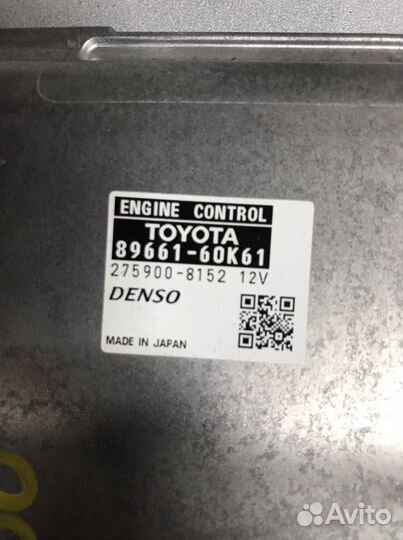 ENGINE CONTROL
TOYOTA
89661-60K61
275900-8152 12V
DENSO
MADE IN JAPAN
Avito